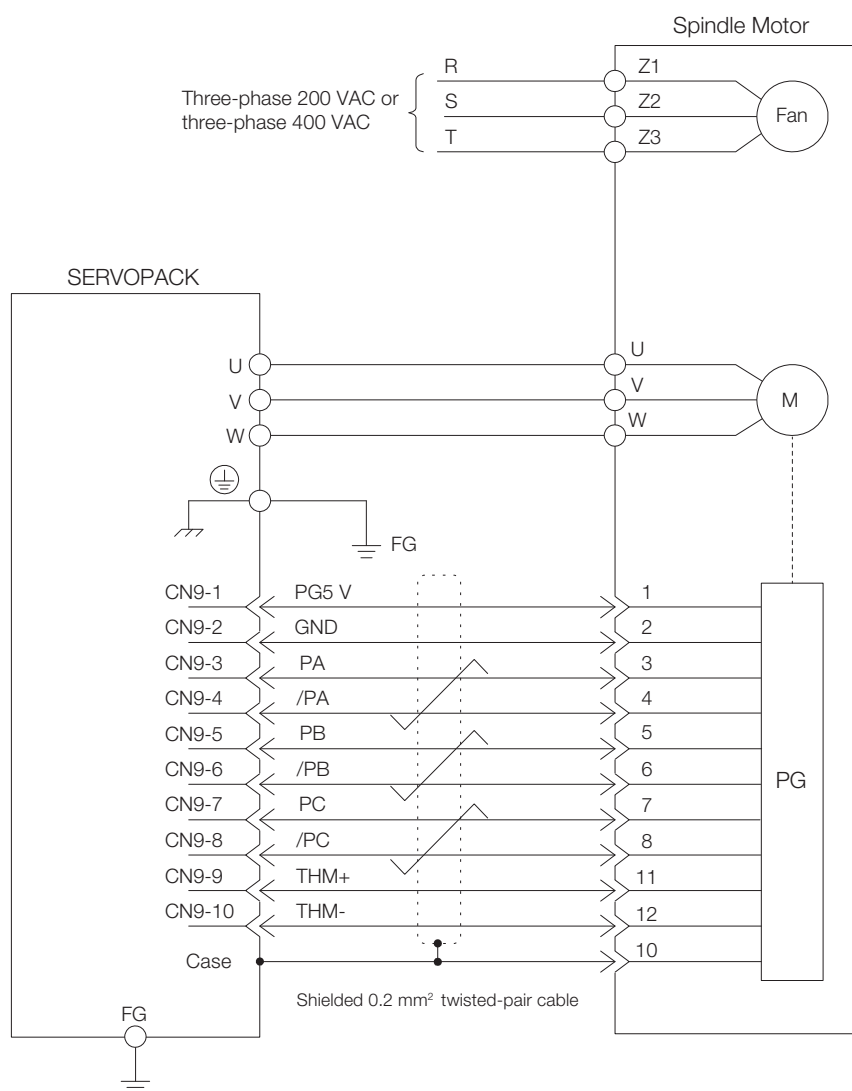 Spindle Motor
R
Z1
Three-phase 200 VAC or
three-phase 400 VAC
S
Z2
Fan
T
Z3
SERVOPACK
U
U
V
V
M
W
W
FG
CN9-1
PG5 V
1
CN9-2
GND
2
CN9-3
PA
3
CN9-4
/PA
4
CN9-5
PB
5
CN9-6
/PB
6
PG
CN9-7
PC
7
CN9-8
/PC
8
CN9-9
THM+
11
CN9-10
THM-
12
Case
10
Shielded 0.2 mm² twisted-pair cable
FG